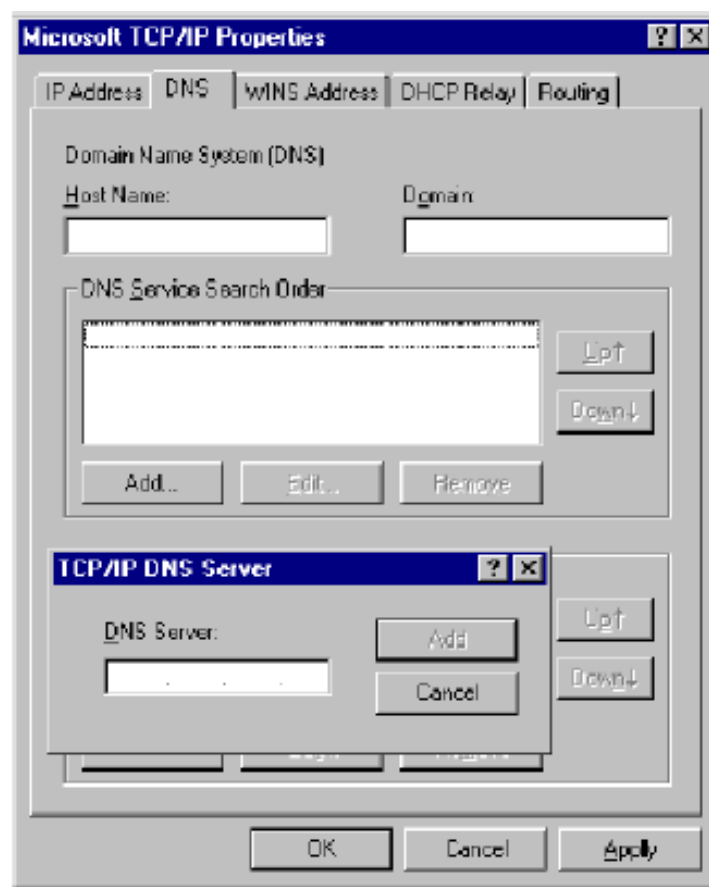 Microsoft TCP/IP Properties
IP Address DNS WINS Address DHCP Relay Routing
Domain Name System (DNS)
Host Name: Domain:
DNS Service Search Order
Up↑
Down↓
Add... Edit... Remove
TCP/IP DNS Server
DNS Server:
Add
Cancel
. . .
Up↑
Down↓
OK Cancel Apply